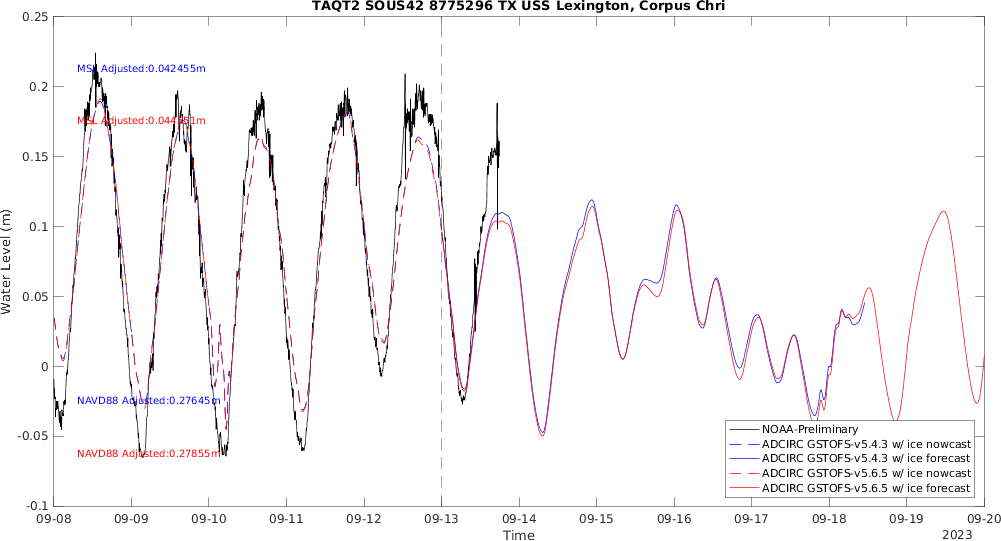 TAQT2 SOUS42 8775296 TX USS Lexington, Corpus Chri
0.25
0.2
0.15
0.1
0.05
0
-0.05
-0.1
Water Level (m)
MSL Adjusted:0.042455m
MSL
NAVD88 Adjusted:0.27645m
NAVD88 Adjusted:0.27855m
NOAA-Preliminary
ADCIRC GSTOFS-v5.4.3 w/ ice nowcast
ADCIRC GSTOFS-v5.4.3 w/ ice forecast
ADCIRC GSTOFS-v5.6.5 w/ ice nowcast
ADCIRC GSTOFS-v5.6.5 w/ ice forecast
09-08 09-09 09-10 09-11 09-12 09-13 09-14 09-15 09-16 09-17 09-18 09-19 09-20
Time
2023